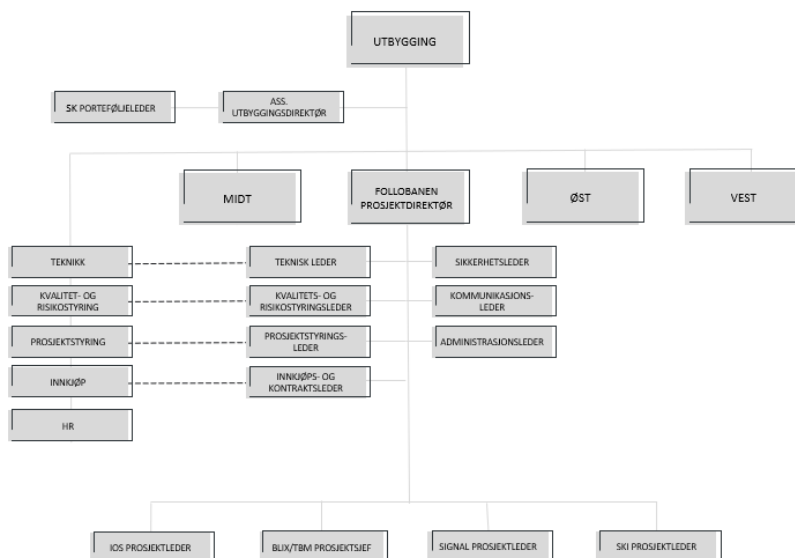 UTBYGGING
SK PORTEFØLJELEDER
ASS.
UTBYGGINGSDIREKTØR
MIDT
FOLLOBANEN
PROSJEKTDIREKTØR
ØST
VEST
TEKNIKK
TEKNISK LEDER
SIKKERHETSLEDER
KVALITET- OG
RISIKOSTYRING
KVALITETS- OG
RISIKOSTYRINGSLEDER
KOMMUNIKASJONS-
LEDER
PROSJEKTSTYRING
PROSJEKTSTYRINGS-
LEDER
ADMINISTRASJONSLEDER
INNKJØP
INNKJØPS- OG
KONTRAKTSLEDER
HR
IOS PROSJEKTLEDER
BLIX/TBM PROSJEKTSJEF
SIGNAL PROSJEKTLEDER
SKI PROSJEKTLEDER